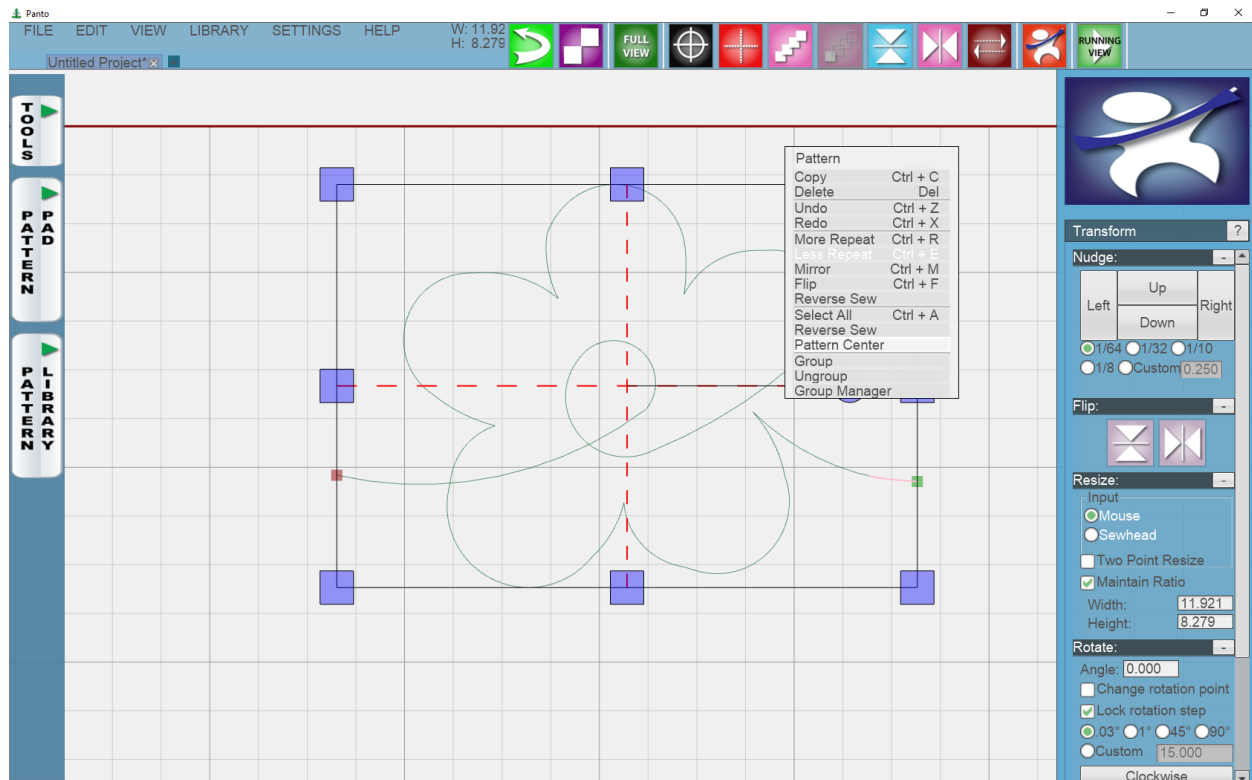 Panto
FILE EDIT VIEW LIBRARY SETTINGS HELP
W: 11.92
H: 8.279
FULL
VIEW
RUNNING
VIEW
Untitled Project*
TOOLS
PATTERN PAD
PATTERN LIBRARY
Pattern
Copy Ctrl + C
Delete Del
Undo Ctrl + Z
Redo Ctrl + X
More Repeat Ctrl + R
Less Repeat Ctrl + E
Mirror Ctrl + M
Flip Ctrl + F
Reverse Sew
Select All Ctrl + A
Reverse Sew
Pattern Center
Group
Ungroup
Group Manager
Transform ?
Nudge: -
Left Up Right
Down
1/64 1/32 1/10
1/8 Custom 0.250
Flip: -
Resize: -
Input
Mouse
Sewhead
Two Point Resize
Maintain Ratio
Width: 11.921
Height: 8.279
Rotate: -
Angle: 0.000
Change rotation point
Lock rotation step
.03° 1° 45° 90°
Custom 15.000
Clockwise